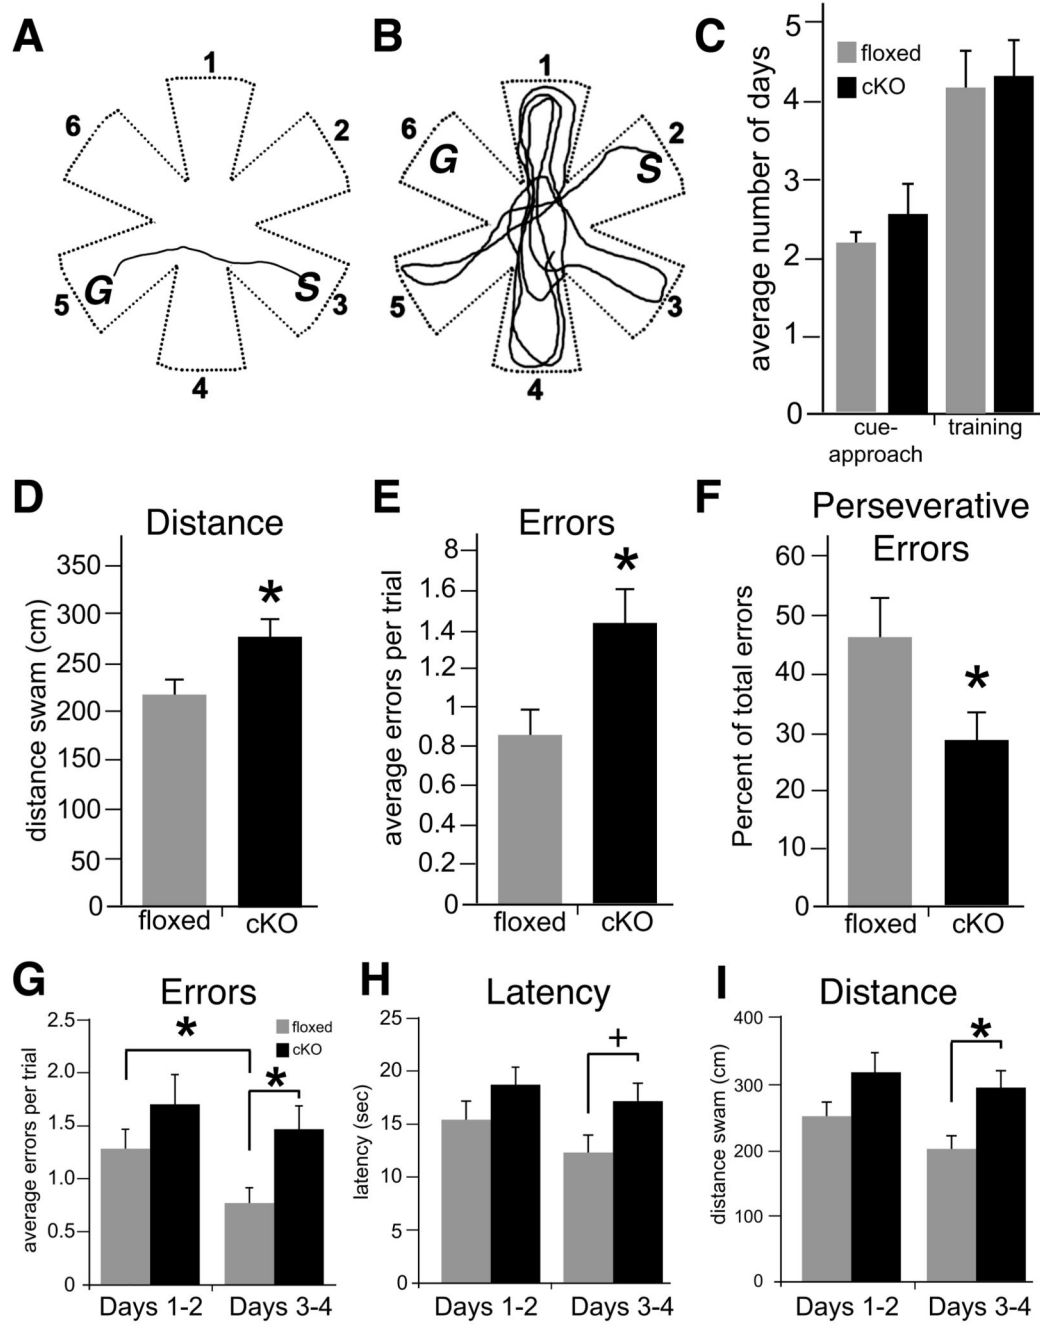 A
1
2
3
4
5
6
G
S
B
1
2
3
4
5
6
G
S
C
average number of days
5
4
3
2
1
0
floxed
cKO
cue-
approach
training
D
Distance
distance swam (cm)
350
300
250
200
150
100
50
0
*
floxed
cKO
E
Errors
average errors per trial
8
1.6
1.4
1.2
1
0.8
0.6
0.4
0.2
0
*
floxed
cKO
F
Perseverative
Errors
Percent of total errors
60
50
40
30
20
10
0
*
floxed
cKO
G
Errors
average errors per trial
2.5
2.0
1.5
1.0
0.5
0
*
*
floxed
cKO
Days 1-2
Days 3-4
H
Latency
latency (sec)
25
20
15
10
5
0
+
Days 1-2
Days 3-4
I
Distance
distance swam (cm)
400
300
200
100
0
*
Days 1-2
Days 3-4